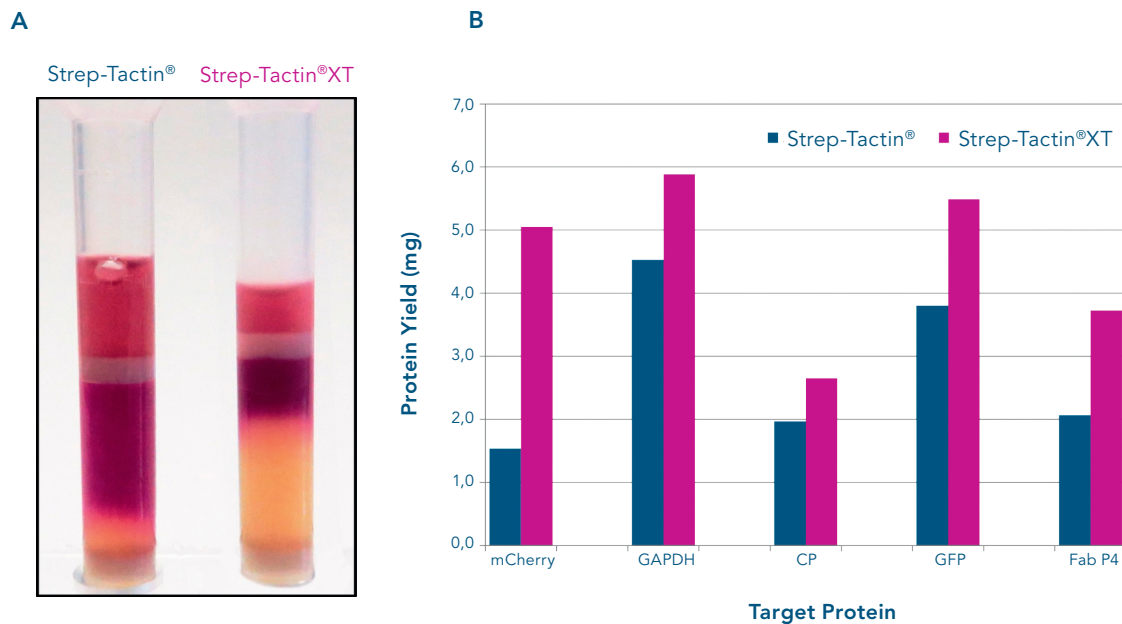 A
Strep-Tactin®
Strep-Tactin®XT
B
7,0
6,0
5,0
4,0
3,0
2,0
1,0
0,0
Protein Yield (mg)
Strep-Tactin®
Strep-Tactin®XT
mCherry
GAPDH
CP
GFP
Fab P4
Target Protein